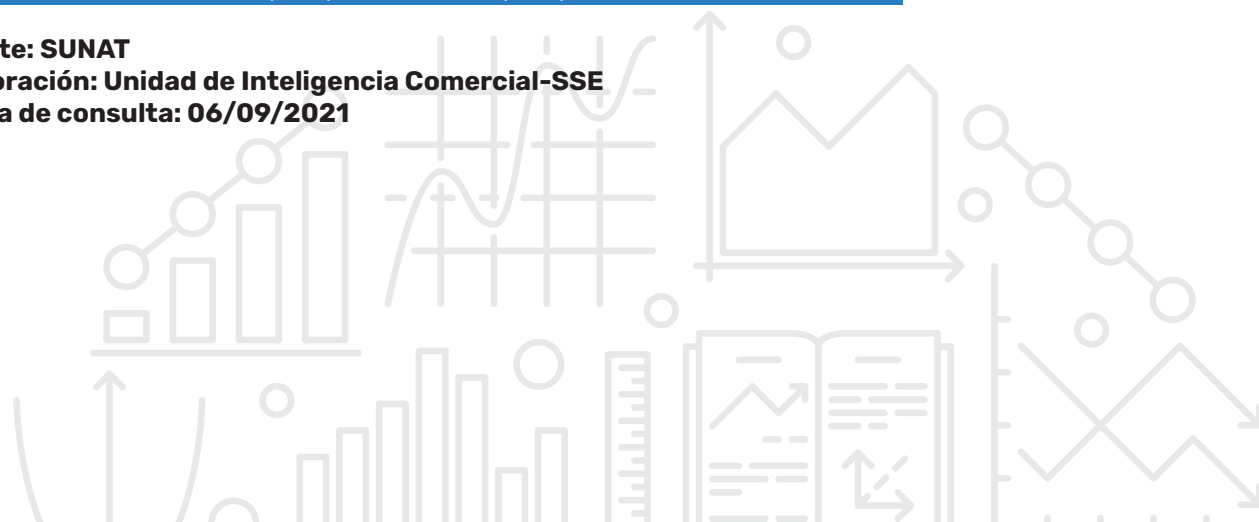 te: SUNAT
oración: Unidad de Inteligencia Comercial-SSE
a de consulta: 06/09/2021